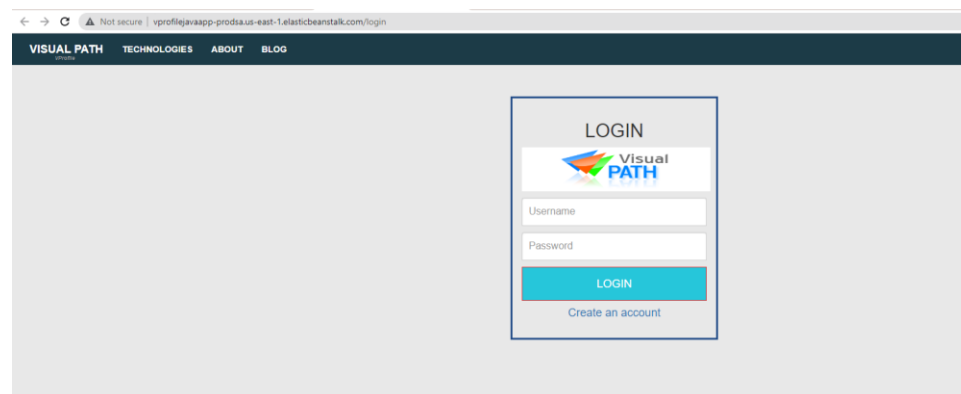 Not secure | vprofilejavaapp-prodsa.us-east-1.elasticbeanstalk.com/login
VISUAL PATH TECHNOLOGIES ABOUT BLOG
LOGIN
Visual
PATH
Username
Password
LOGIN
Create an account